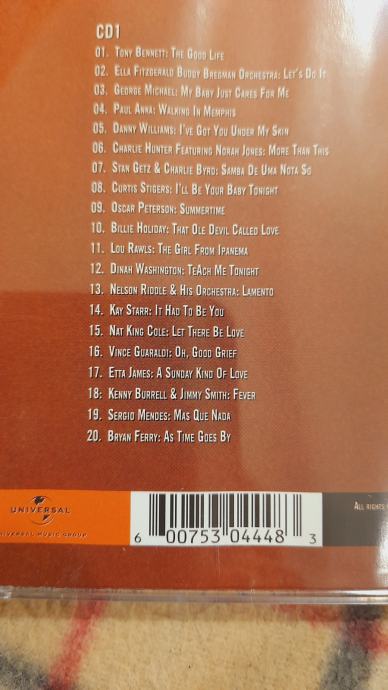 CD1
01. Tony Bennett: The Good Life
02. Ella Fitzgerald Buddy Bregman Orchestra: Let's Do It
03. George Michael: My Baby Just Cares For Me
04. Paul Anka: Walking In Memphis
05. Danny Williams: I've Got You Under My Skin
06. Charlie Hunter Featuring Norah Jones: More Than This
07. Stan Getz & Charlie Byrd: Samba De Uma Nota So
08. Curtis Stigers: I'll Be Your Baby Tonight
09. Oscar Peterson: Summertime
10. Billie Holiday: That Ole Devil Called Love
11. Lou Rawls: The Girl From Ipanema
12. Dinah Washington: TeAch Me Tonight
13. Nelson Riddle & His Orchestra: Lamento
14. Kay Starr: It Had To Be You
15. Nat King Cole: Let There Be Love
16. Vince Guaraldi: Oh, Good Grief
17. Etta James: A Sunday Kind Of Love
18: Kenny Burrell & Jimmy Smith: Fever
19. Sergio Mendes: Mas Que Nada
20. Bryan Ferry: As Time Goes By
UNIVERSAL
NIVERSAL MUSIC GROUP
All rights
6 00753 04448 3